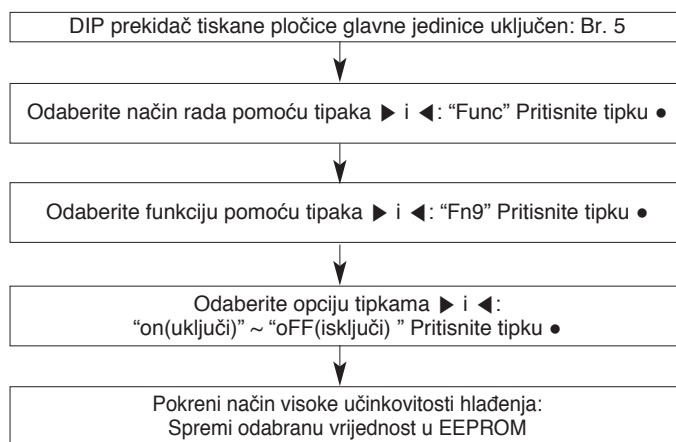 DIP prekidač tiskane pločice glavne jedinice uključen: Br. 5
Odaberite način rada pomoću tipaka ▶ i ◀: “Func” Pritisnite tipku ●
Odaberite funkciju pomoću tipaka ▶ i ◀: “Fn9” Pritisnite tipku ●
Odaberite opciju tipkama ▶ i ◀:
“on(uključi)” ~ “oFF(isključi) ” Pritisnite tipku ●
Pokreni način visoke učinkovitosti hlađenja:
Spremi odabranu vrijednost u EEPROM